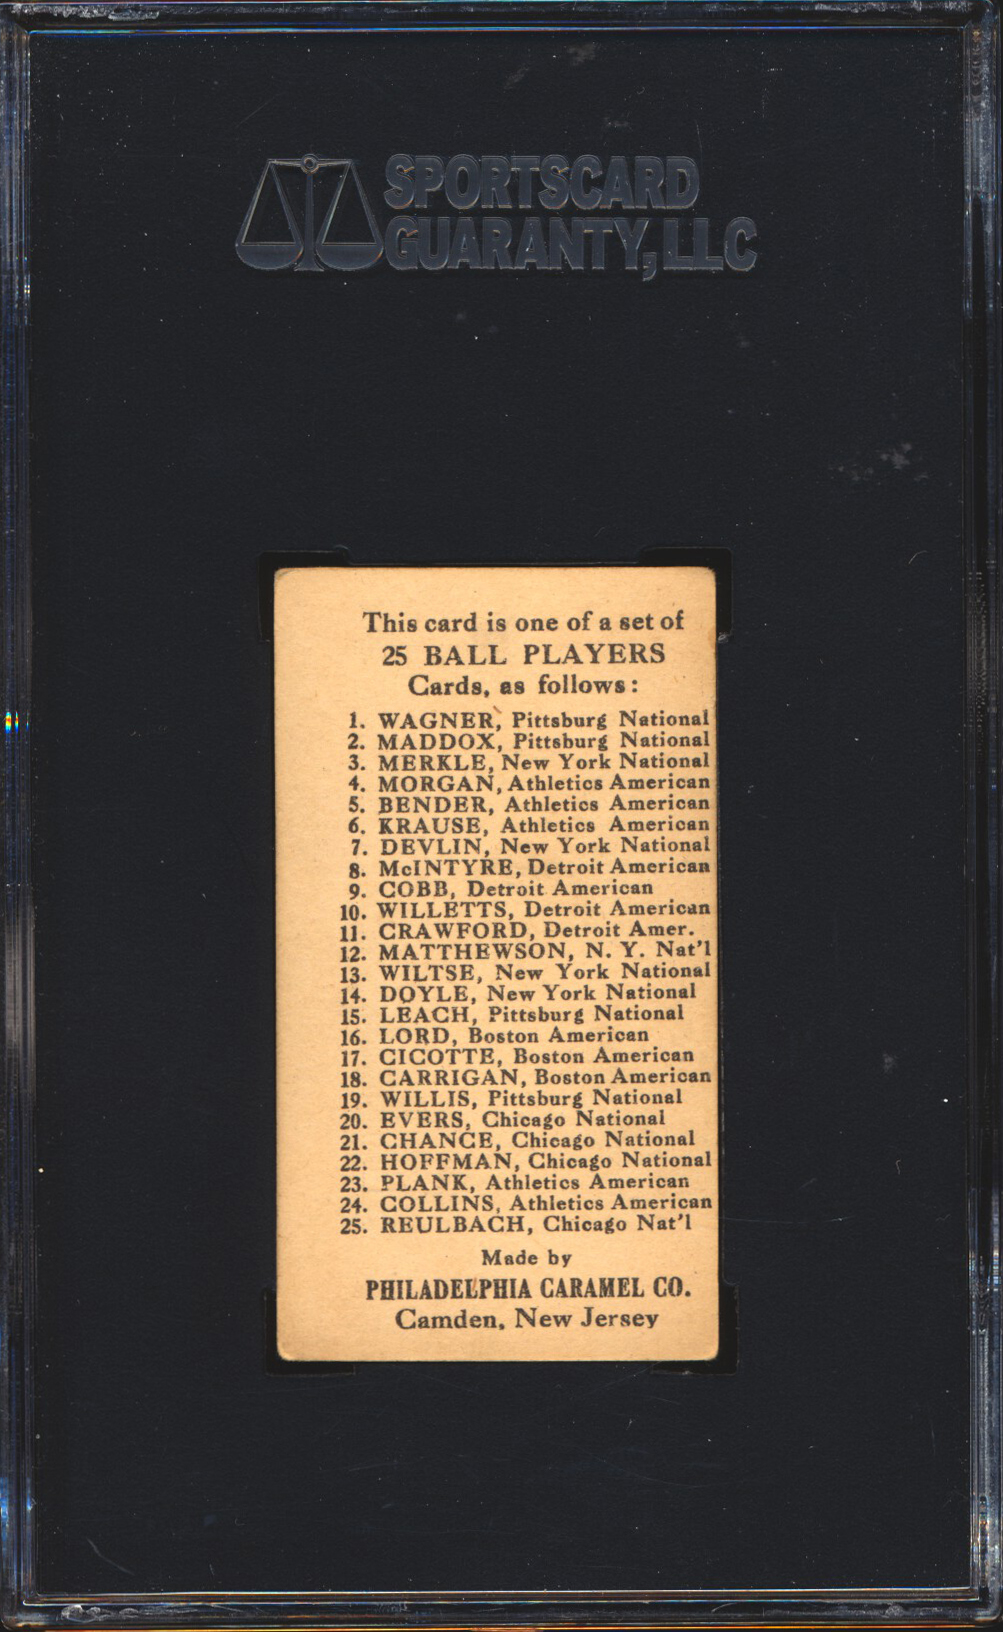 SPORTSCARD
GUARANTY, LLC
This card is one of a set of
25 BALL PLAYERS
Cards, as follows:
1. WAGNER, Pittsburg National
2. MADDOX, Pittsburg National
3. MERKLE, New York National
4. MORGAN, Athletics American
5. BENDER, Athletics American
6. KRAUSE, Athletics American
7. DEVLIN, New York National
8. McINTYRE, Detroit American
9. COBB, Detroit American
10. WILLETTS, Detroit American
11. CRAWFORD, Detroit Amer.
12. MATTHEWSON, N. Y. Nat'l
13. WILTSE, New York National
14. DOYLE, New York National
15. LEACH, Pittsburg National
16. LORD, Boston American
17. CICOTTE, Boston American
18. CARRIGAN, Boston American
19. WILLIS, Pittsburg National
20. EVERS, Chicago National
21. CHANCE, Chicago National
22. HOFFMAN, Chicago National
23. PLANK, Athletics American
24. COLLINS, Athletics American
25. REULBACH, Chicago Nat'l
Made by
PHILADELPHIA CARAMEL CO.
Camden, New Jersey